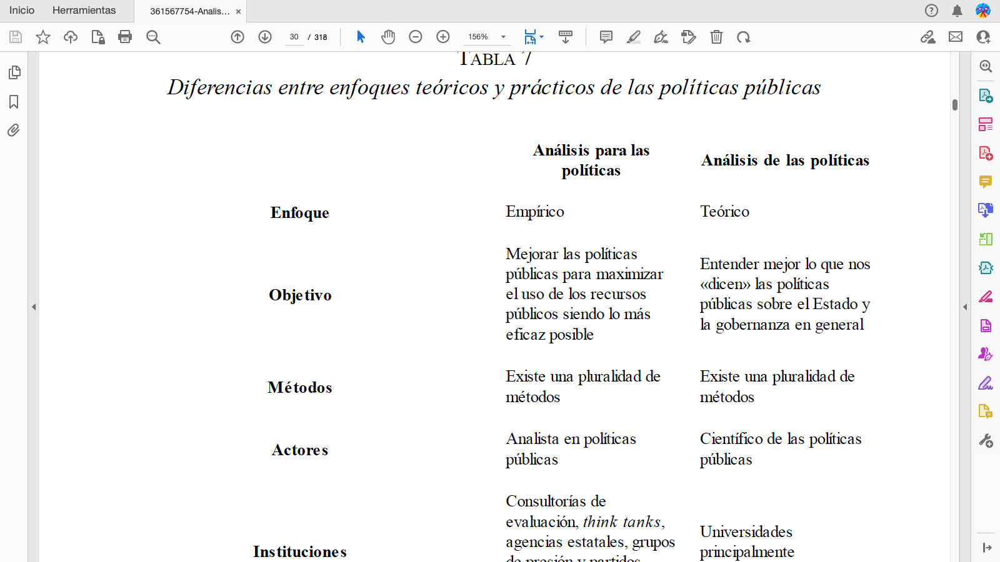 Inicio
Herramientas
361567754-Analis... ×
30 / 318
156%
TABLA 7
Diferencias entre enfoques teóricos y prácticos de las políticas públicas
Análisis para las
políticas
Análisis de las políticas
Enfoque
Empírico
Teórico
Objetivo
Mejorar las políticas
públicas para maximizar
el uso de los recursos
públicos siendo lo más
eficaz posible
Entender mejor lo que nos
«dicen» las políticas
públicas sobre el Estado y
la gobernanza en general
Métodos
Existe una pluralidad de
métodos
Existe una pluralidad de
métodos
Actores
Analista en políticas
públicas
Científico de las políticas
públicas
Instituciones
Consultorías de
evaluación, think tanks,
agencias estatales, grupos
de presión y partidos
Universidades
principalmente